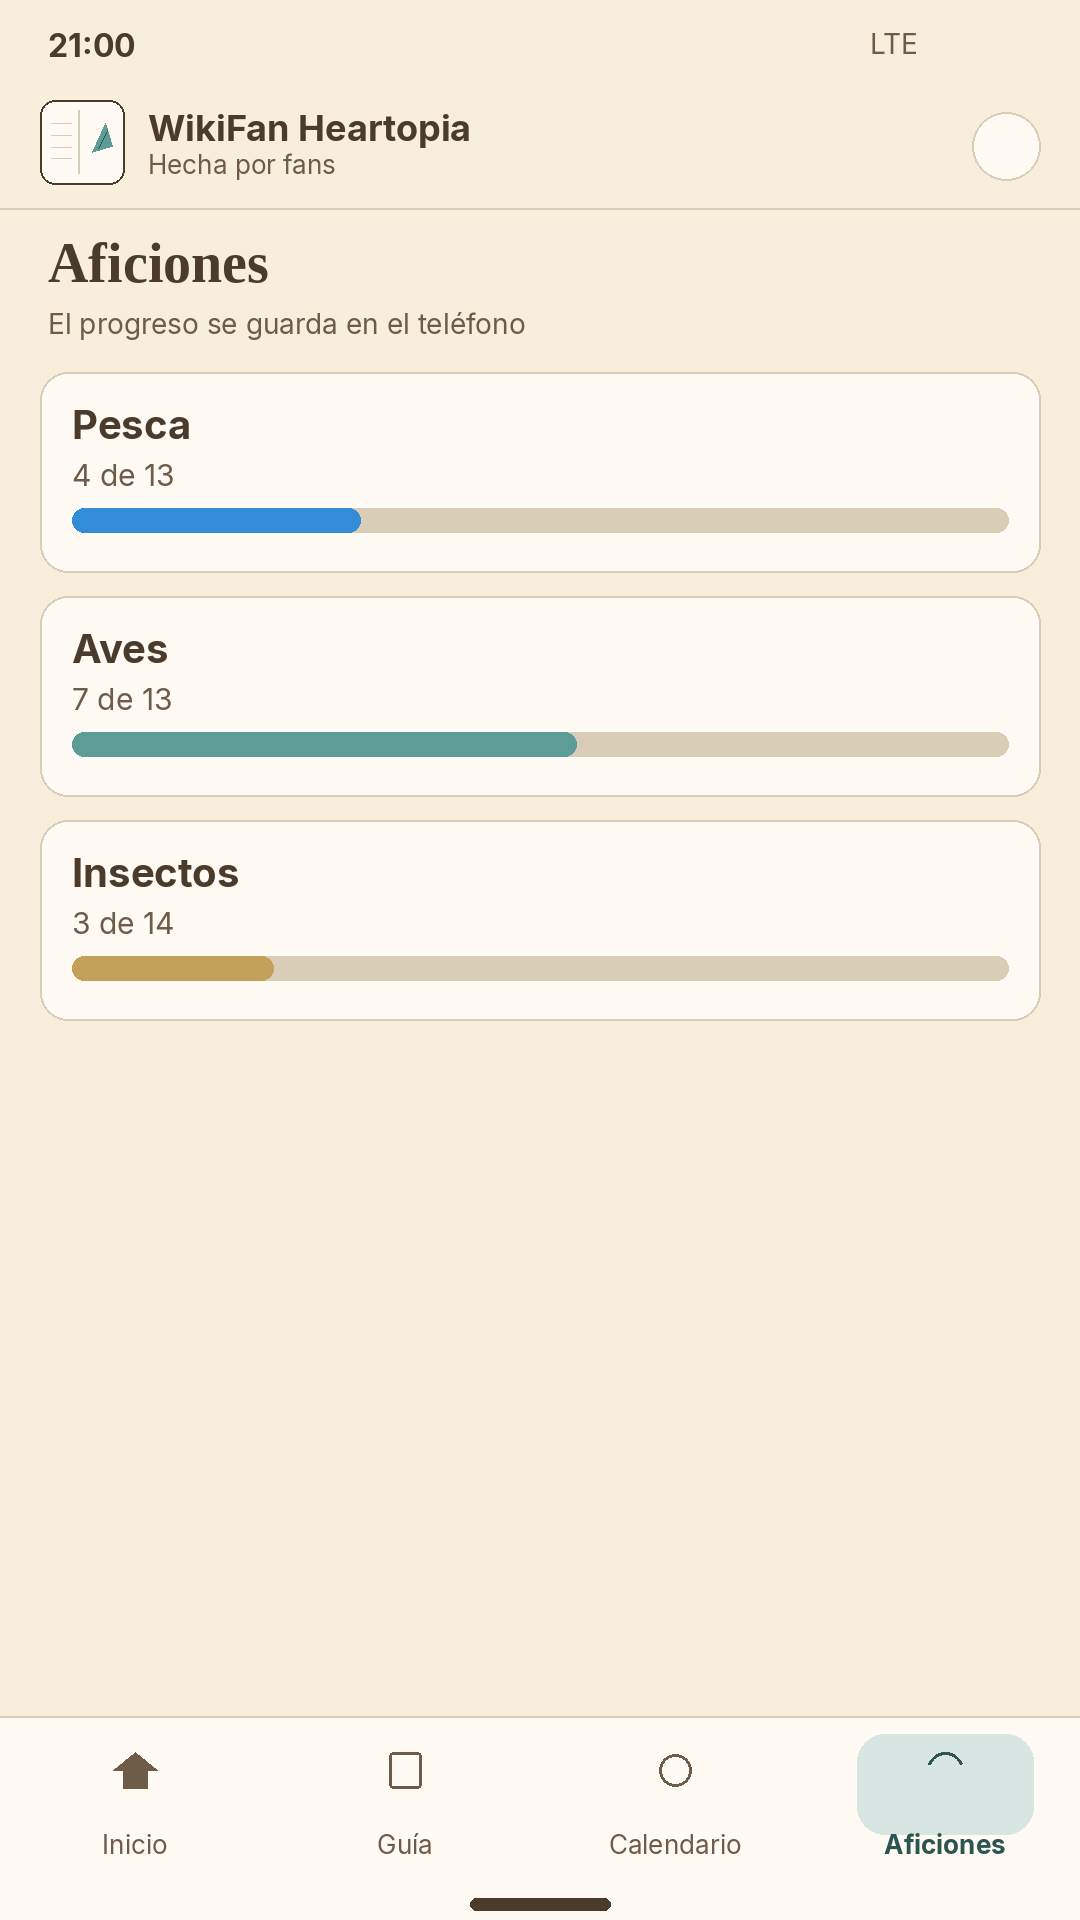 21:00
LTE
WikiFan Heartopia
Hecha por fans
Aficiones
El progreso se guarda en el teléfono
Pesca
4 de 13
Aves
7 de 13
Insectos
3 de 14
Inicio
Guía
Calendario
Aficiones